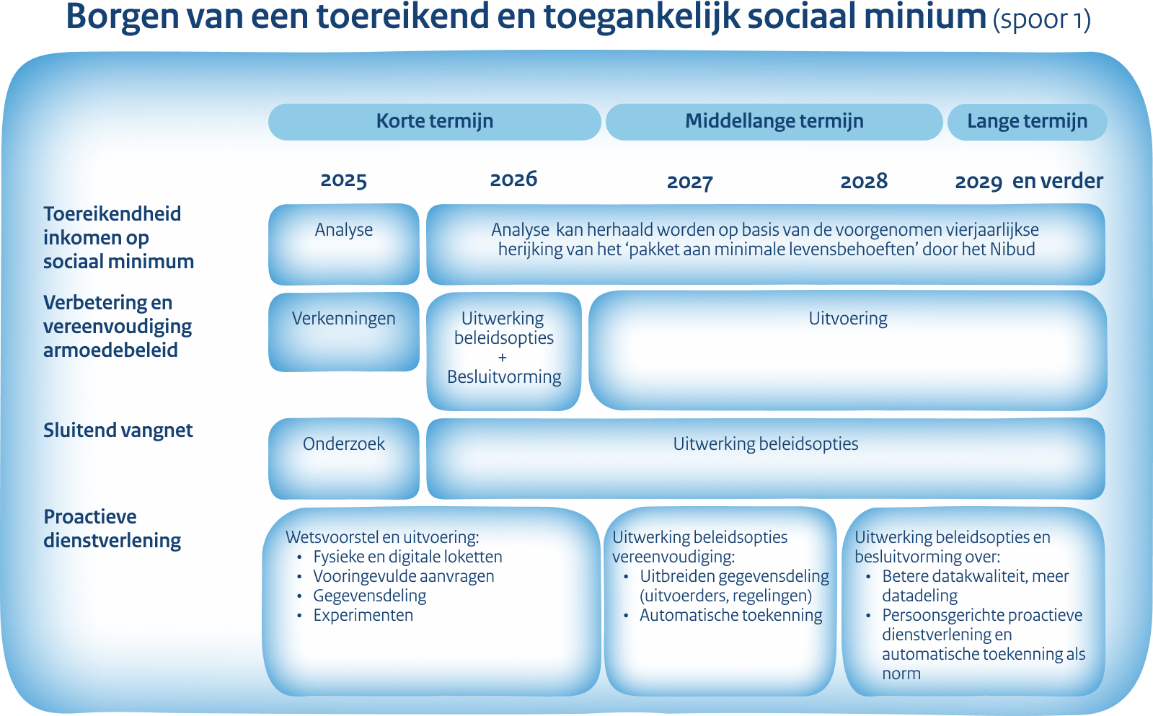 Borgen van een toereikend en toegankelijk sociaal minium (spoor 1)
Korte termijn
Middellange termijn
Lange termijn
2025
2026
2027
2028
2029 en verder
Toereikendheid
inkomen op
sociaal minimum
Analyse
Analyse kan herhaald worden op basis van de voorgenomen vierjaarlijkse
herijking van het ‘pakket aan minimale levensbehoeften’ door het Nibud
Verbetering en
vereenvoudiging
armoedebeleid
Verkenningen
Uitwerking
beleidsopties
+
Besluitvorming
Uitvoering
Sluitend vangnet
Onderzoek
Uitwerking beleidsopties
Proactieve
dienstverlening
Wetsvoorstel en uitvoering:
• Fysieke en digitale loketten
• Vooringevulde aanvragen
• Gegevensdeling
• Experimenten
Uitwerking beleidsopties
vereenvoudiging:
• Uitbreiden gegevensdeling
(uitvoerders, regelingen)
• Automatische toekenning
Uitwerking beleidsopties en
besluitvorming over:
• Betere datakwaliteit, meer
datadeling
• Persoonsgerichte proactieve
dienstverlening en
automatische toekenning als
norm